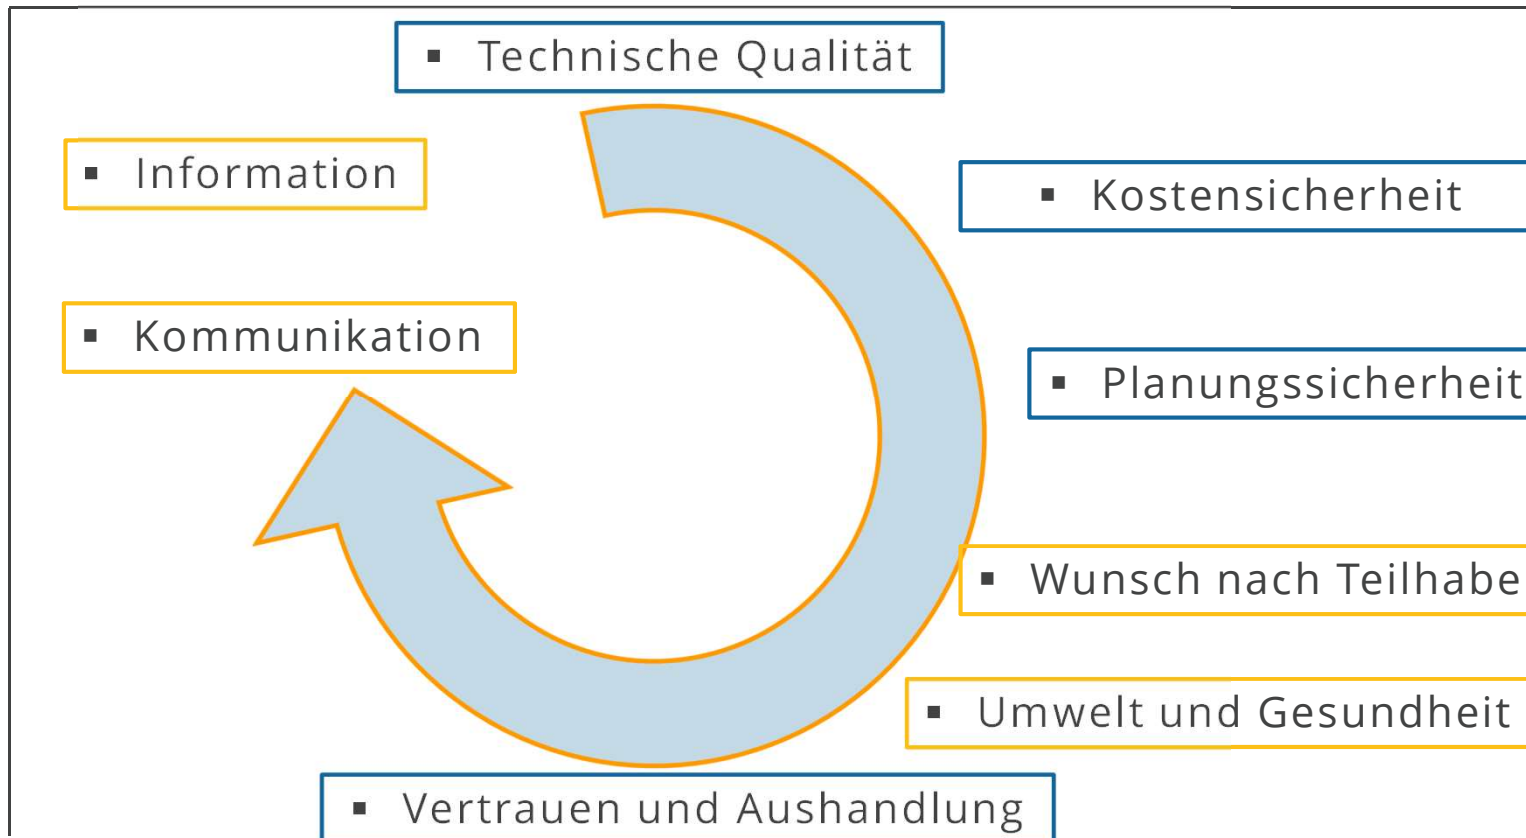 ▪ Technische Qualität
▪ Information
▪ Kostensicherheit
▪ Kommunikation
▪ Planungssicherheit
▪ Wunsch nach Teilhabe
▪ Umwelt und Gesundheit
▪ Vertrauen und Aushandlung